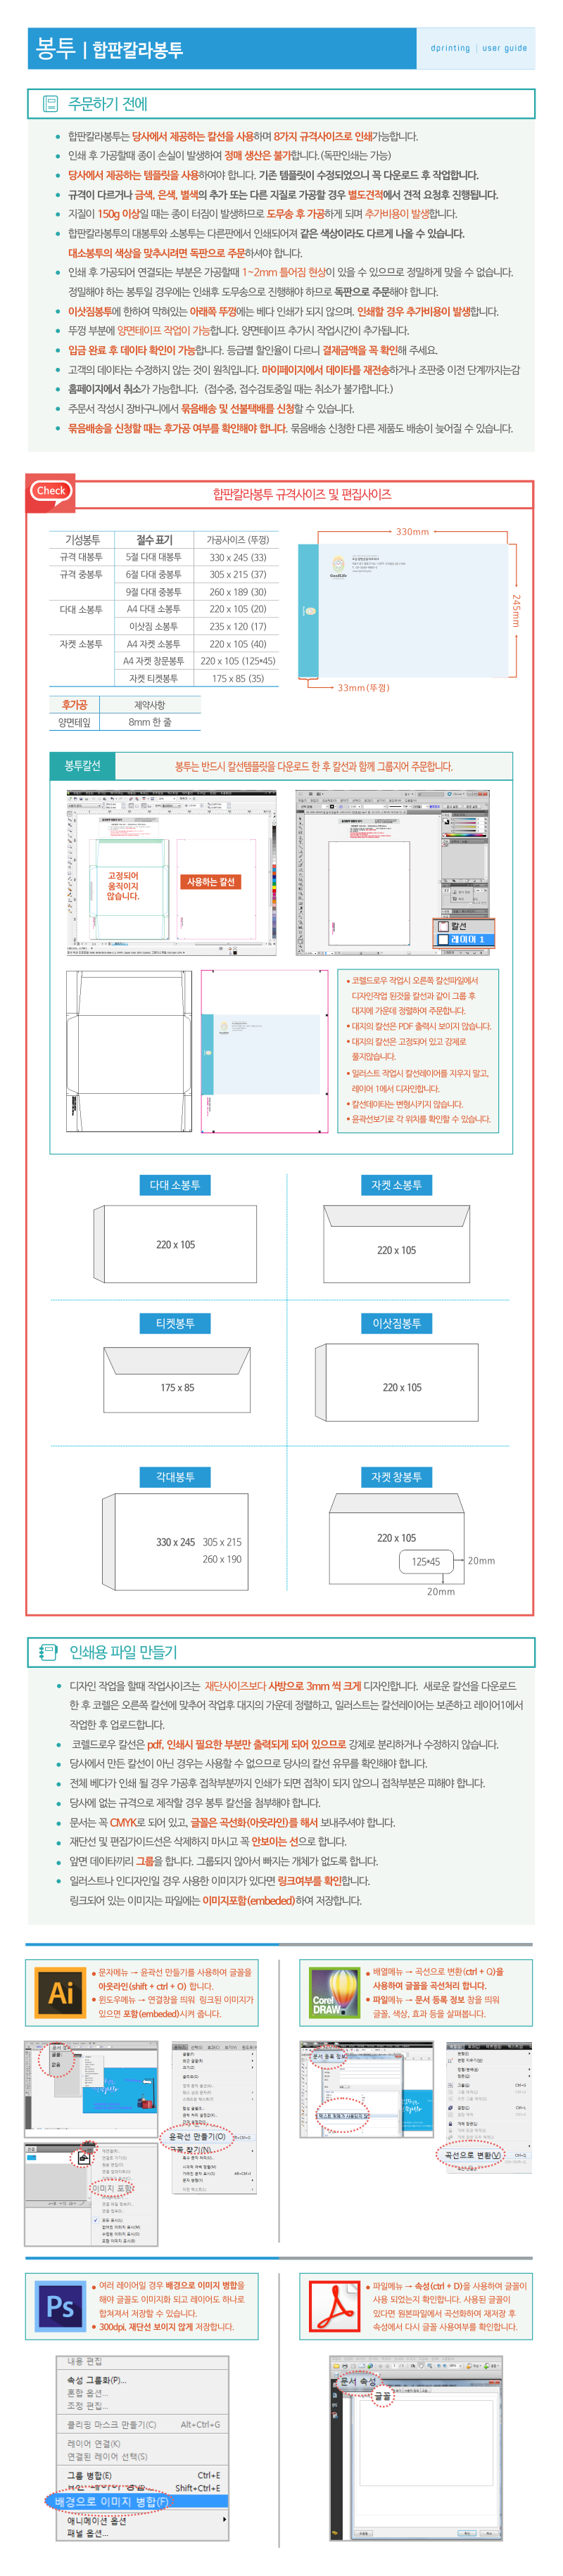 봉투 | 합판칼라봉투
dprinting | user guide
주문하기 전에
합판칼라봉투는 당사에서 제공하는 칼선을 사용하며 8가지 규격사이즈로 인쇄가능합니다.
인쇄 후 가공할때 종이 손실이 발생하여 정매 생산은 불가합니다.(독판인쇄는 가능)
당사에서 제공하는 템플릿을 사용하여야 합니다. 기존 템플릿이 수정되었으니 꼭 다운로드 후 작업합니다.
규격이 다르거나 금색, 은색, 별색의 추가 또는 다른 지질로 가공할 경우 별도견적에서 견적 요청후 진행됩니다.
지질이 150g 이상일 때는 종이 터짐이 발생하므로 도무송 후 가공하게 되며 추가비용이 발생합니다.
합판칼라봉투의 대봉투와 소봉투는 다른판에서 인쇄되어져 같은 색상이라도 다르게 나올 수 있습니다.
대소봉투의 색상을 맞추시려면 독판으로 주문하셔야 합니다.
인쇄 후 가공되어 연결되는 부분은 가공할때 1~2mm 틀어짐 현상이 있을 수 있으므로 정밀하게 맞을 수 없습니다.
정밀해야 하는 봉투일 경우에는 인쇄후 도무송으로 진행해야 하므로 독판으로 주문해야 합니다.
이삿짐봉투에 한하여 막혀있는 아래쪽 뚜껑에는 베다 인쇄가 되지 않으며. 인쇄할 경우 추가비용이 발생합니다.
뚜껑 부분에 양면테이프 작업이 가능합니다. 양면테이프 추가시 작업시간이 추가됩니다.
입금 완료 후 데이타 확인이 가능합니다. 등급별 할인율이 다르니 결제금액을 꼭 확인해 주세요.
고객의 데이타는 수정하지 않는 것이 원칙입니다. 마이페이지에서 데이타를 재전송하거나 조판중 이전 단계까지는감
홈페이지에서 취소가 가능합니다. (접수중, 접수검토중일 때는 취소가 불가합니다.)
주문서 작성시 장바구니에서 묶음배송 및 선불택배를 신청할 수 있습니다.
묶음배송을 신청할 때는 후가공 여부를 확인해야 합니다. 묶음배송 신청한 다른 제품도 배송이 늦어질 수 있습니다.
Check
합판칼라봉투 규격사이즈 및 편집사이즈
기성봉투 절수 표기 가공사이즈 (뚜껑)
규격 대봉투 5절 다대 대봉투 330 x 245 (33)
규격 중봉투 6절 다대 중봉투 305 x 215 (37)
9절 다대 중봉투 260 x 189 (30)
다대 소봉투 A4 다대 소봉투 220 x 105 (20)
이삿짐 소봉투 235 x 120 (17)
자켓 소봉투 A4 자켓 소봉투 220 x 105 (40)
A4 자켓 창문봉투 220 x 105 (125*45)
자켓 티켓봉투 175 x 85 (35)
후가공 제약사항
양면테잎 8mm 한 줄
330mm
245mm
33mm(뚜껑)
봉투칼선
봉투는 반드시 칼선템플릿을 다운로드 한 후 칼선과 함께 그룹지어 주문합니다.
고정되어
움직이지
않습니다.
사용하는 칼선
칼선
레이어 1
코렐드로우 작업시 오른쪽 칼선파일에서
디자인작업 된것을 칼선과 같이 그룹 후
대지에 가운데 정렬하여 주문합니다.
대지의 칼선은 PDF 출력시 보이지 않습니다.
대지의 칼선은 고정되어 있고 강제로
풀지않습니다.
일러스트 작업시 칼선레이어를 지우지 말고,
레이어 1에서 디자인합니다.
칼선데이타는 변형시키지 않습니다.
윤곽선보기로 각 위치를 확인할 수 있습니다.
다대 소봉투
220 x 105
자켓 소봉투
220 x 105
티켓봉투
175 x 85
이삿짐봉투
220 x 105
각대봉투
330 x 245 305 x 215
260 x 190
자켓 창봉투
220 x 105
125*45
20mm
20mm
인쇄용 파일 만들기
디자인 작업을 할때 작업사이즈는 재단사이즈보다 사방으로 3mm 씩 크게 디자인합니다. 새로운 칼선을 다운로드
한 후 코렐은 오른쪽 칼선에 맞추어 작업후 대지의 가운데 정렬하고, 일러스트는 칼선레이어는 보존하고 레이어1에서
작업한 후 업로드합니다.
코렐드로우 칼선은 pdf, 인쇄시 필요한 부분만 출력되게 되어 있으므로 강제로 분리하거나 수정하지 않습니다.
당사에서 만든 칼선이 아닌 경우는 사용할 수 없으므로 당사의 칼선 유무를 확인해야 합니다.
전체 베다가 인쇄 될 경우 가공후 접착부분까지 인쇄가 되면 접착이 되지 않으니 접착부분은 피해야 합니다.
당사에 없는 규격으로 제작할 경우 봉투 칼선을 첨부해야 합니다.
문서는 꼭 CMYK로 되어 있고, 글꼴은 곡선화(아웃라인)를 해서 보내주셔야 합니다.
재단선 및 편집가이드선은 삭제하지 마시고 꼭 안보이는 선으로 합니다.
앞면 데이타끼리 그룹을 합니다. 그룹되지 않아서 빠지는 개체가 없도록 합니다.
일러스트나 인디자인일 경우 사용한 이미지가 있다면 링크여부를 확인합니다.
링크되어 있는 이미지는 파일에는 이미지포함(embeded)하여 저장합니다.
Ai
문자메뉴 → 윤곽선 만들기를 사용하여 글꼴을
아웃라인(shift + ctrl + O) 합니다.
윈도우메뉴 → 연결창을 띄워 링크된 이미지가
있으면 포함(embeded)시켜 줍니다.
Corel
DRAW
배열메뉴 → 곡선으로 변환(ctrl + Q)을
사용하여 글꼴을 곡선처리 합니다.
파일메뉴 → 문서 등록 정보 창을 띄워
글꼴, 색상, 효과 등을 살펴봅니다.
윤곽선 만들기(O)
이미지 포함
곡선으로 변환(V)
Ps
여러 레이어일 경우 배경으로 이미지 병합을
해야 글꼴도 이미지화 되고 레이어도 하나로
합쳐져서 저장할 수 있습니다.
300dpi, 재단선 보이지 않게 저장합니다.
파일메뉴 → 속성(ctrl + D)을 사용하여 글꼴이
사용 되었는지 확인합니다. 사용된 글꼴이
있다면 원본파일에서 곡선화하여 재저장 후
속성에서 다시 글꼴 사용여부를 확인합니다.
내용 편집
속성 그룹화(P)...
혼합 옵션...
조정 편집...
클리핑 마스크 만들기(C) Alt+Ctrl+G
레이어 연결(K)
연결된 레이어 선택(S)
그룹 병합(E) Ctrl+E
Shift+Ctrl+E
배경으로 이미지 병합(F)
애니메이션 옵션
패널 옵션...
문서 속성
글꼴